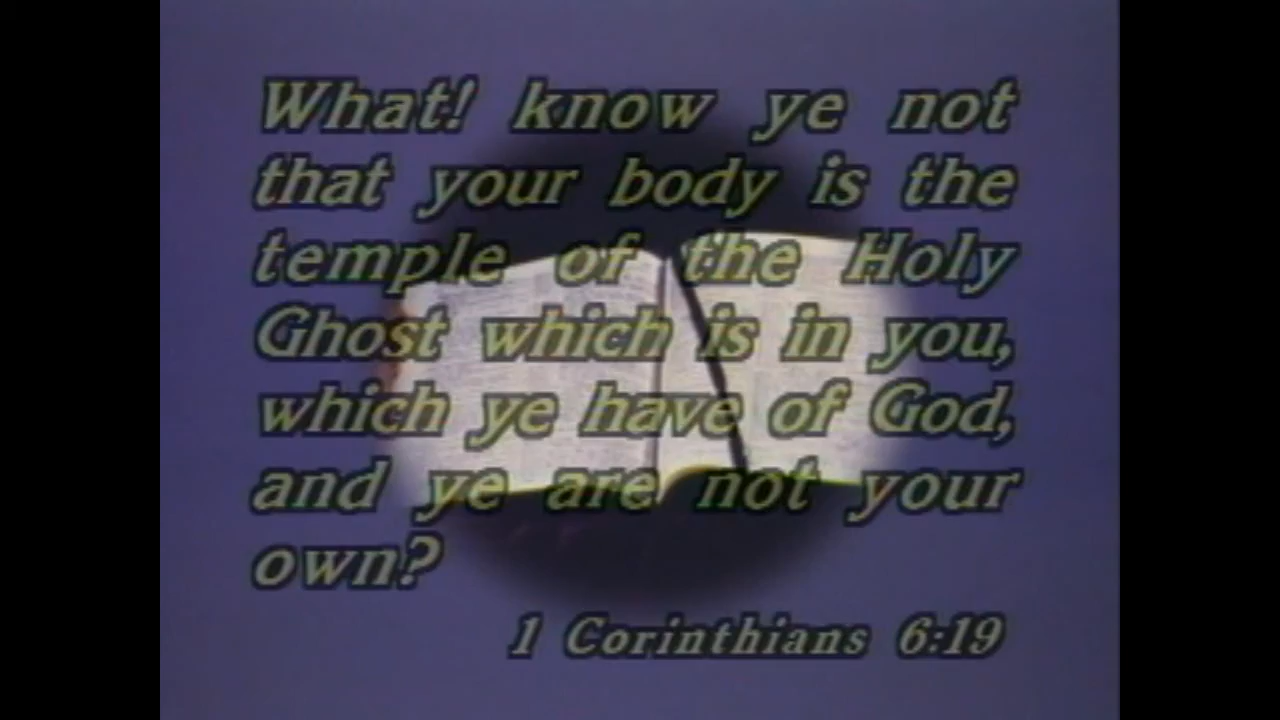 What! know ye not
that your body is the
temple of the Holy
Ghost which is in you,
which ye have of God,
and ye are not your
own?
1 Corinthians 6:19